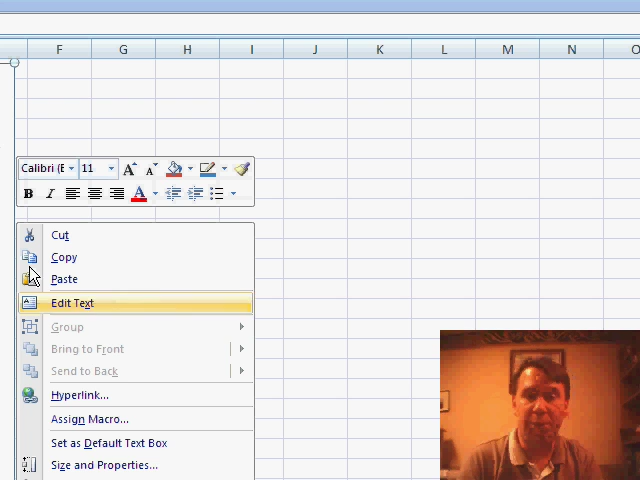 F G H I J K L M N O
Calibri (E 11 A A
B I A
Cut
Copy
Paste
Edit Text
Group
Bring to Front
Send to Back
Hyperlink...
Assign Macro...
Set as Default Text Box
Size and Properties...